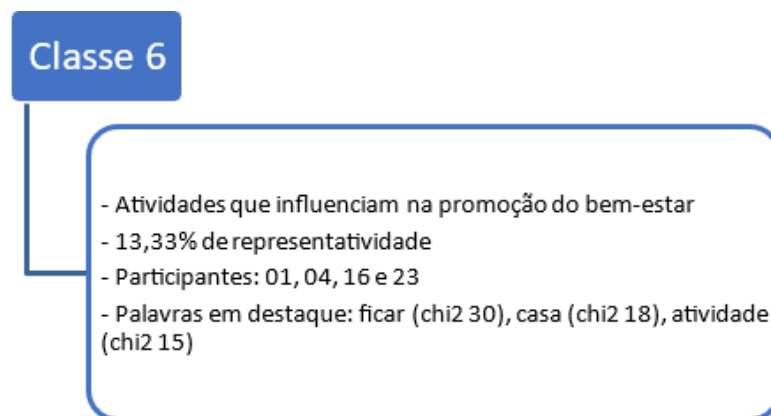 Classe 6
- Atividades que influenciam na promoção do bem-estar
- 13,33% de representatividade
- Participantes: 01, 04, 16 e 23
- Palavras em destaque: ficar (chi2 30), casa (chi2 18), atividade
(chi2 15)